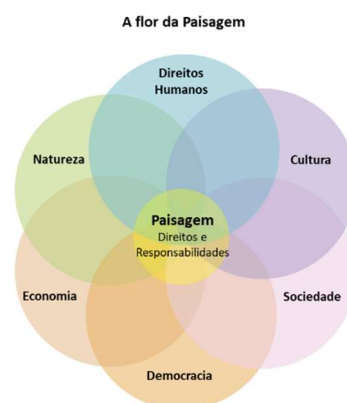 A flor da Paisagem
Direitos
Humanos
Natureza
Cultura
Paisagem
Direitos e
Responsabilidades
Economia
Sociedade
Democracia